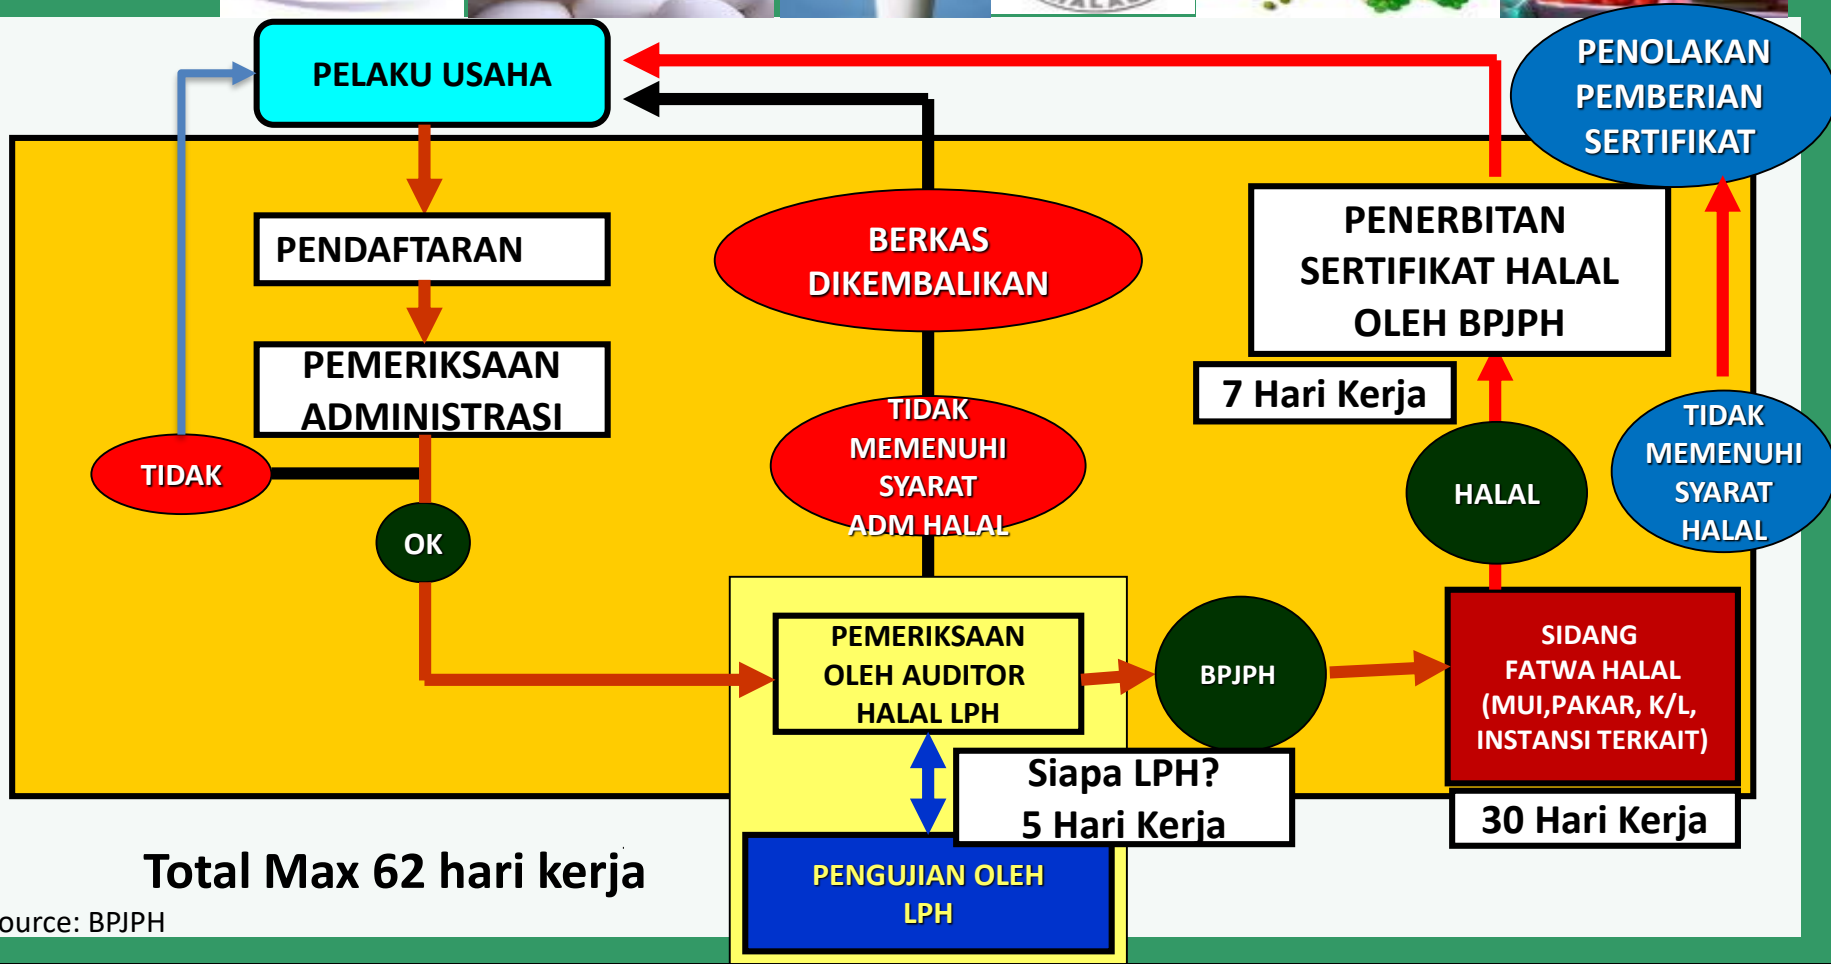 PELAKU USAHA
PENOLAKAN
PEMBERIAN
SERTIFIKAT
PENDAFTARAN
BERKAS
DIKEMBALIKAN
PENERBITAN
SERTIFIKAT HALAL
OLEH BPJPH
PEMERIKSAAN
ADMINISTRASI
7 Hari Kerja
TIDAK
TIDAK
MEMENUHI
SYARAT
ADM HALAL
HALAL
TIDAK
MEMENUHI
SYARAT
HALAL
OK
PEMERIKSAAN
OLEH AUDITOR
HALAL LPH
BPJPH
SIDANG
FATWA HALAL
(MUI,PAKAR, K/L,
INSTANSI TERKAIT)
Siapa LPH?
5 Hari Kerja
30 Hari Kerja
PENGUJIAN OLEH
LPH
Total Max 62 hari kerja
ource: BPJPH